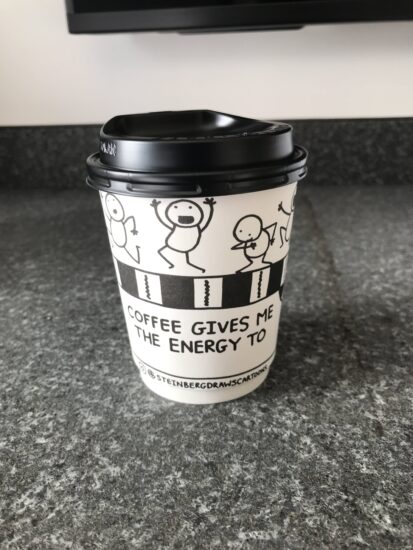 COFFEE GIVES ME
THE ENERGY TO
@STEINBERGDRAWSCARTOONS